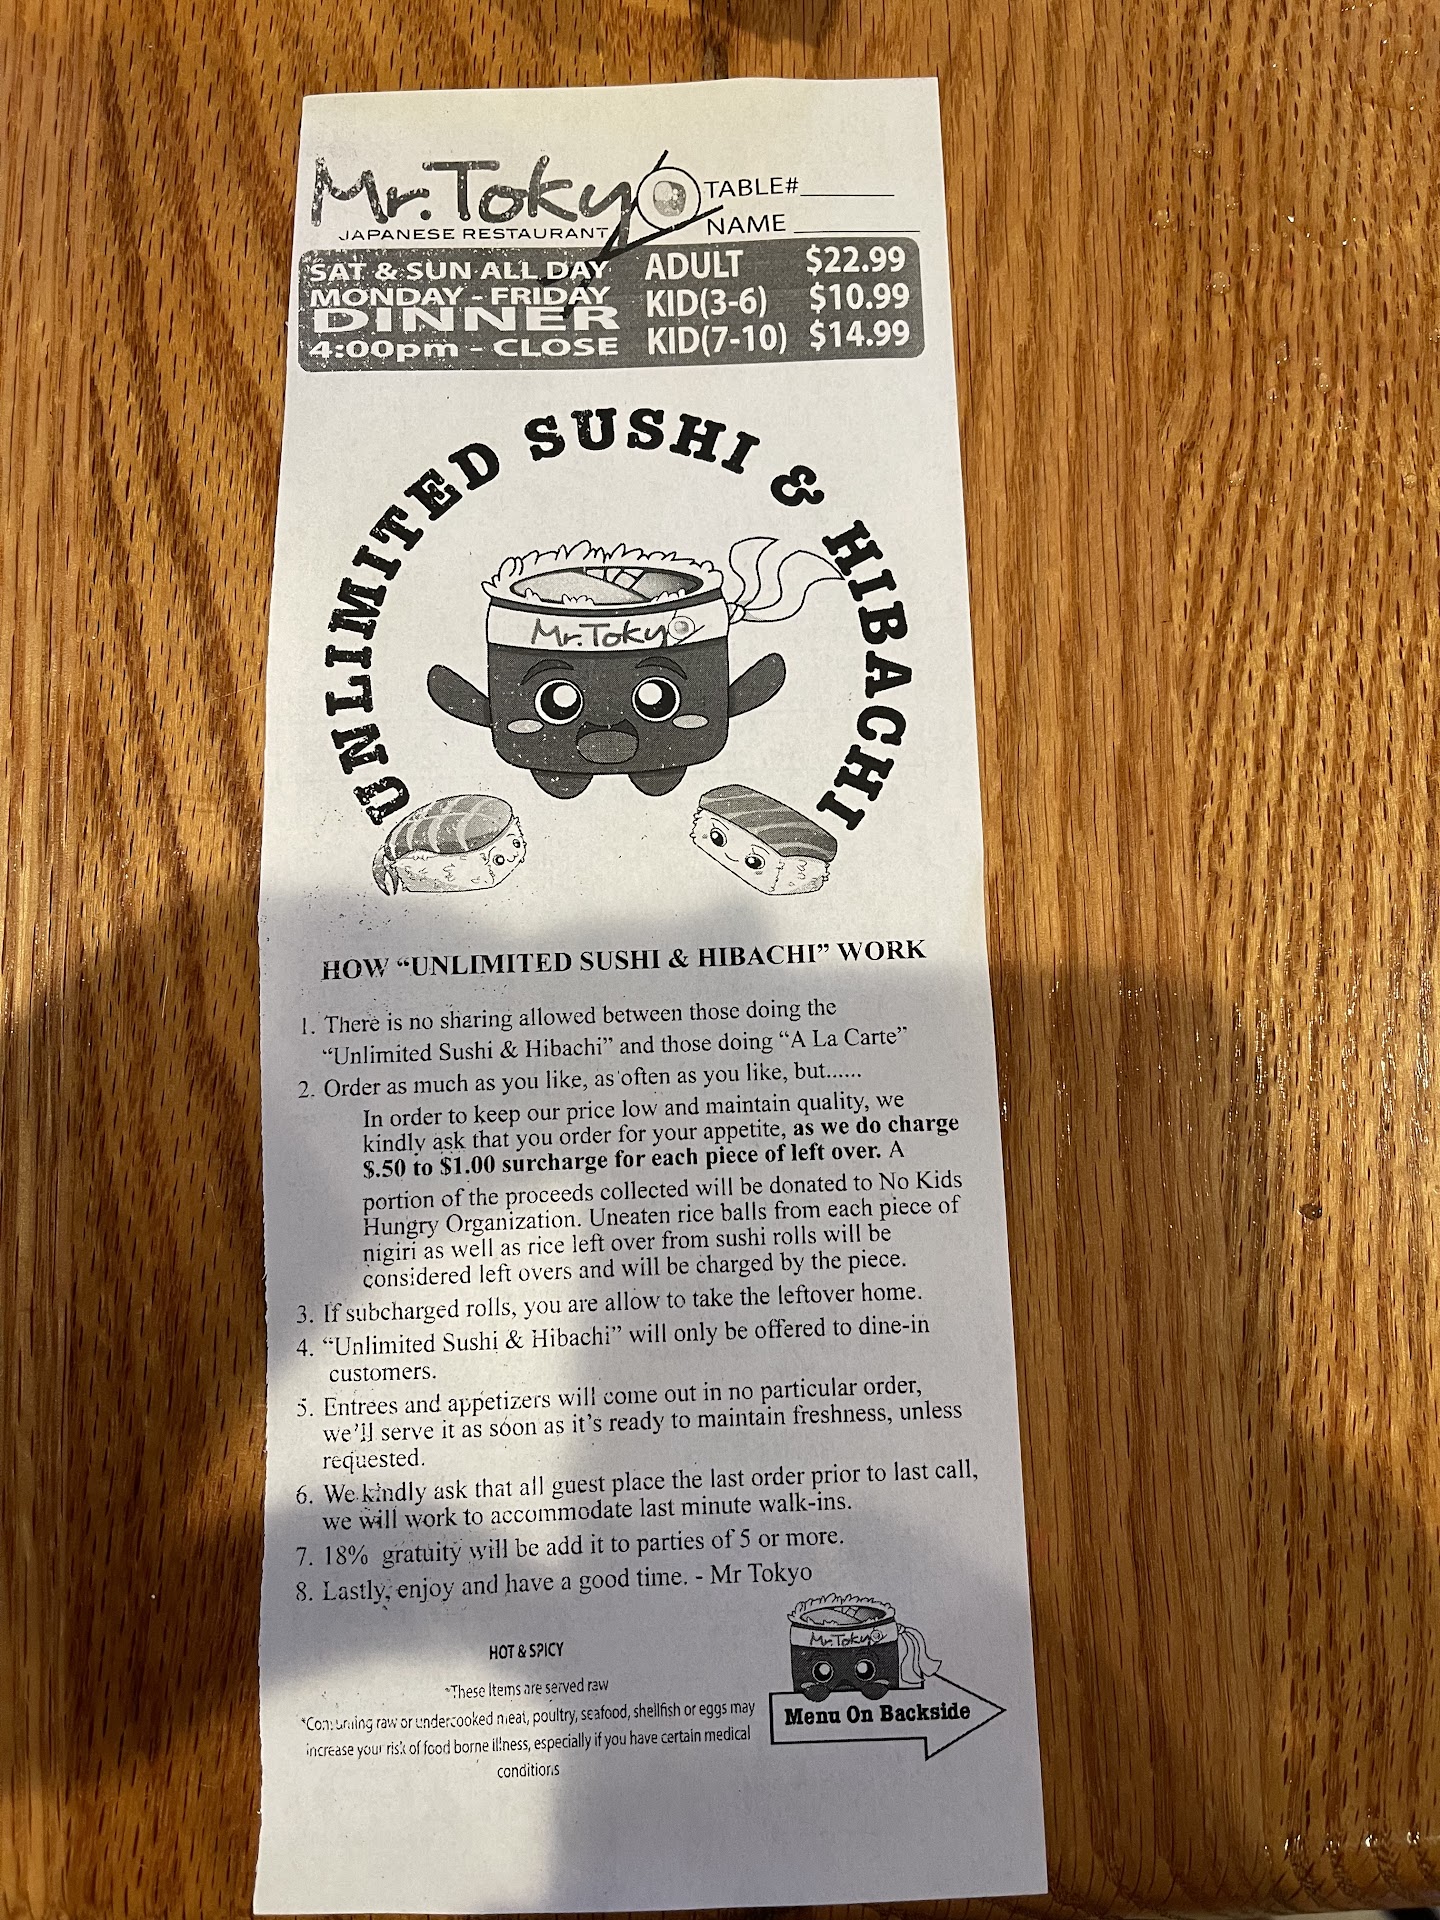 Mr. Tokyo
JAPANESE RESTAURANT
TABLE#
NAME
SAT & SUN ALL DAY
MONDAY - FRIDAY
DINNER
4:00pm - CLOSE
ADULT $22.99
KID(3-6) $10.99
KID(7-10) $14.99
UNLIMITED SUSHI & HIBACHI
Mr. Tokyo
HOW “UNLIMITED SUSHI & HIBACHI” WORK
1. There is no sharing allowed between those doing the
“Unlimited Sushi & Hibachi” and those doing “A La Carte”
2. Order as much as you like, as often as you like, but......
In order to keep our price low and maintain quality, we
kindly ask that you order for your appetite, as we do charge
$.50 to $1.00 surcharge for each piece of left over. A
portion of the proceeds collected will be donated to No Kids
Hungry Organization. Uneaten rice balls from each piece of
nigiri as well as rice left over from sushi rolls will be
considered left overs and will be charged by the piece.
3. If subcharged rolls, you are allow to take the leftover home.
4. “Unlimited Sushi & Hibachi” will only be offered to dine-in
customers.
5. Entrees and appetizers will come out in no particular order,
we’ll serve it as soon as it’s ready to maintain freshness, unless
requested.
6. We kindly ask that all guest place the last order prior to last call,
we will work to accommodate last minute walk-ins.
7. 18% gratuity will be add it to parties of 5 or more.
8. Lastly, enjoy and have a good time. - Mr Tokyo
HOT & SPICY
*These Items are served raw
*Consuming raw or undercooked meat, poultry, seafood, shellfish or eggs may
increase your risk of food borne illness, especially if you have certain medical
conditions
Mr. Tokyo
Menu On Backside